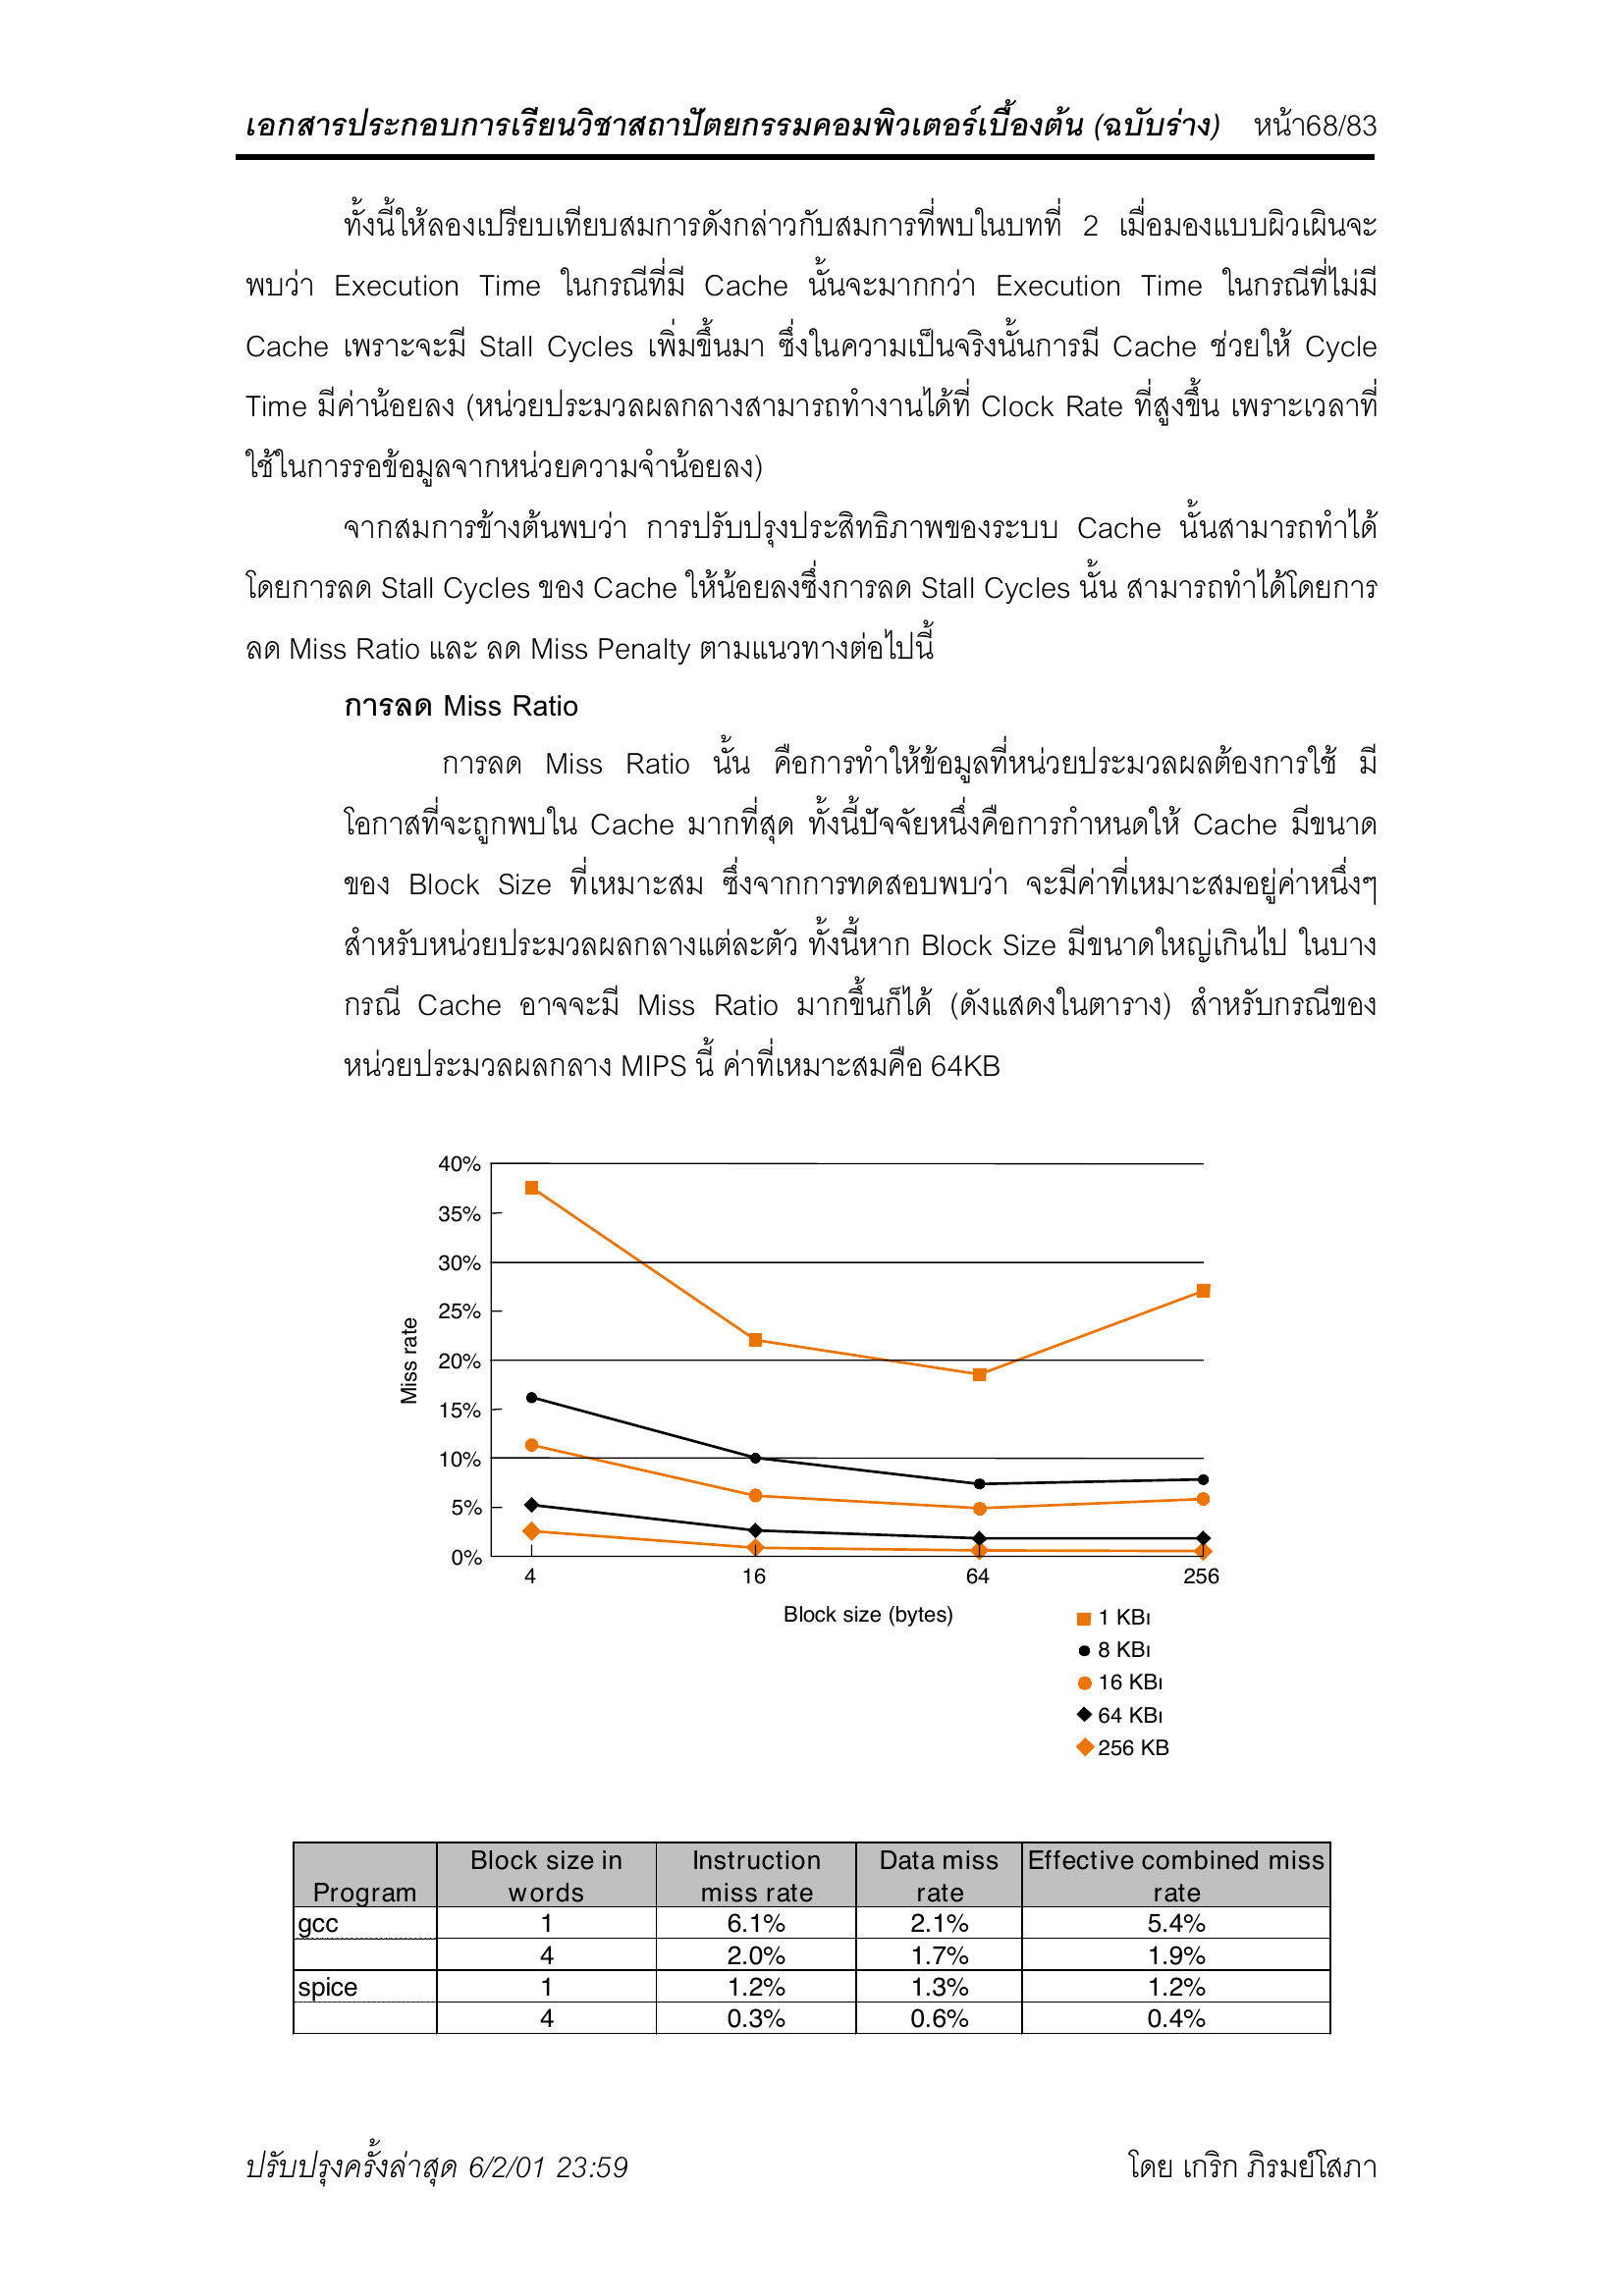 เอกสารประกอบการเรียนวิชาสถาปัตยกรรมคอมพิวเตอร์เบื้องต้น (ฉบับร่าง) หน้า68/83
ทั้งนี้ให้ลองเปรียบเทียบสมการดังกล่าวกับสมการที่พบในบทที่ 2 เมื่อมองแบบผิวเผินจะ
พบว่า Execution Time ในกรณีที่มี Cache นั้นจะมากกว่า Execution Time ในกรณีที่ไม่มี
Cache เพราะจะมี Stall Cycles เพิ่มขึ้นมา ซึ่งในความเป็นจริงนั้นการมี Cache ช่วยให้ Cycle
Time มีค่าน้อยลง (หน่วยประมวลผลกลางสามารถทำงานได้ที่ Clock Rate ที่สูงขึ้น เพราะเวลาที่
ใช้ในการรอข้อมูลจากหน่วยความจำน้อยลง)
จากสมการข้างต้นพบว่า การปรับปรุงประสิทธิภาพของระบบ Cache นั้นสามารถทำได้
โดยการลด Stall Cycles ของ Cache ให้น้อยลงซึ่งการลด Stall Cycles นั้น สามารถทำได้โดยการ
ลด Miss Ratio และ ลด Miss Penalty ตามแนวทางต่อไปนี้
การลด Miss Ratio
การลด Miss Ratio นั้น คือการทำให้ข้อมูลที่หน่วยประมวลผลต้องการใช้ มี
โอกาสที่จะถูกพบใน Cache มากที่สุด ทั้งนี้ปัจจัยหนึ่งคือการกำหนดให้ Cache มีขนาด
ของ Block Size ที่เหมาะสม ซึ่งจากการทดสอบพบว่า จะมีค่าที่เหมาะสมอยู่ค่าหนึ่งๆ
สำหรับหน่วยประมวลผลกลางแต่ละตัว ทั้งนี้หาก Block Size มีขนาดใหญ่เกินไป ในบาง
กรณี Cache อาจจะมี Miss Ratio มากขึ้นก็ได้ (ดังแสดงในตาราง) สำหรับกรณีของ
หน่วยประมวลผลกลาง MIPS นี้ ค่าที่เหมาะสมคือ 64KB
40%
35%
30%
25%
20%
15%
10%
5%
0%
Miss rate
4 16 64 256
Block size (bytes)
1 KBı
8 KBı
16 KBı
64 KBı
256 KB
Program Block size in words Instruction miss rate Data miss rate Effective combined miss rate
gcc 1 6.1% 2.1% 5.4%
4 2.0% 1.7% 1.9%
spice 1 1.2% 1.3% 1.2%
4 0.3% 0.6% 0.4%
ปรับปรุงครั้งล่าสุด 6/2/01 23:59 โดย เกริก ภิรมย์โสภา